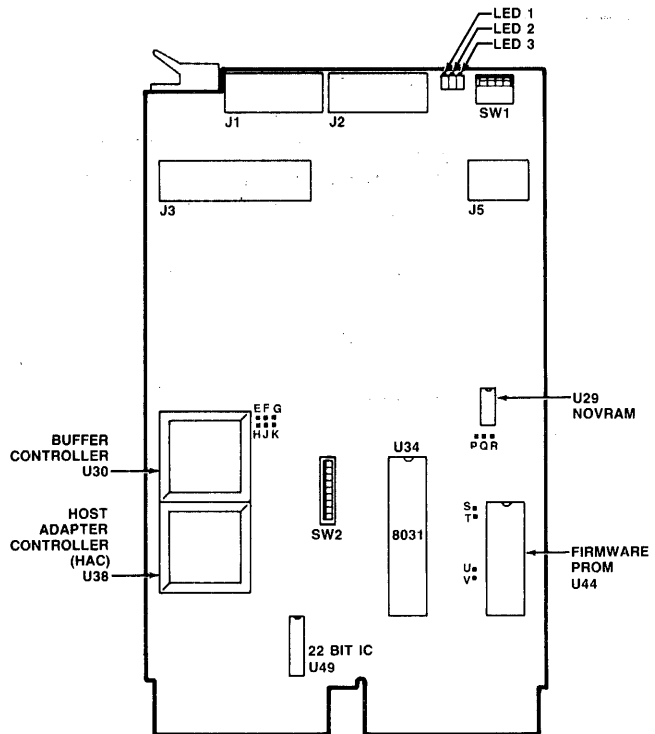 LED 1
LED 2
LED 3
J1
J2
SW1
J3
J5
E F G
H J K
U29
NOVRAM
P Q R
BUFFER
CONTROLLER
U30
U34
8031
SW2
S
T
HOST
ADAPTER
CONTROLLER
(HAC)
U38
FIRMWARE
PROM
U44
U
V
22 BIT IC
U49